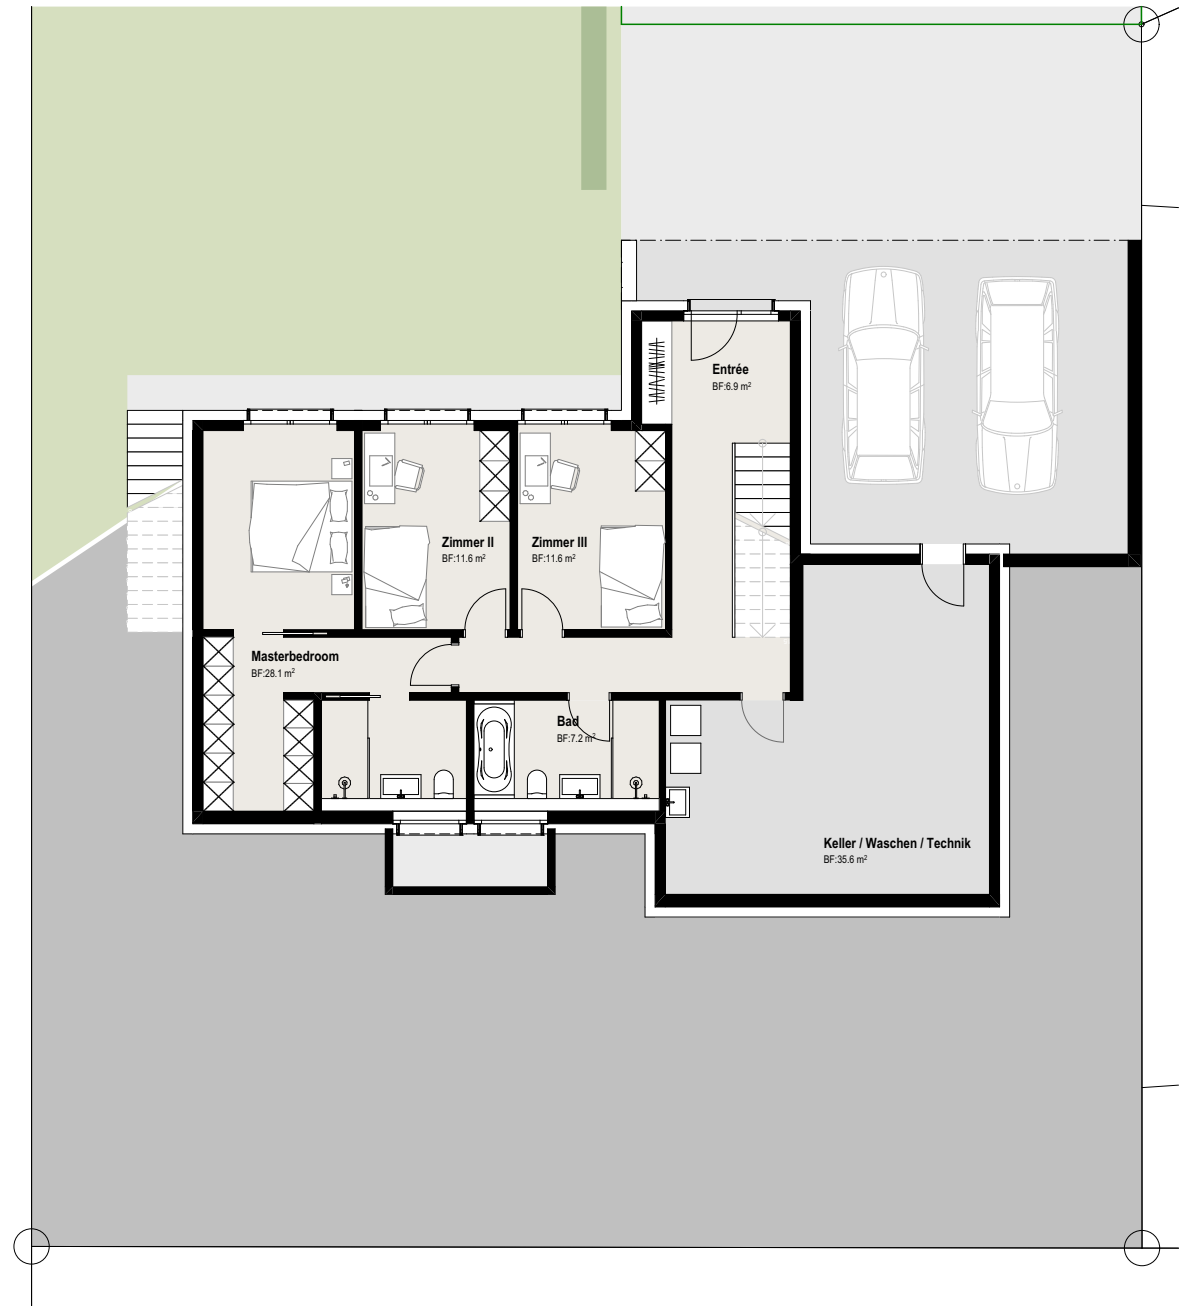 Entrée
BF:6.9 m²
Zimmer II
BF:11.6 m²
Zimmer III
BF:11.6 m²
Masterbedroom
BF:28.1 m²
Bad
BF:7.2 m²
Keller / Waschen / Technik
BF:35.6 m²